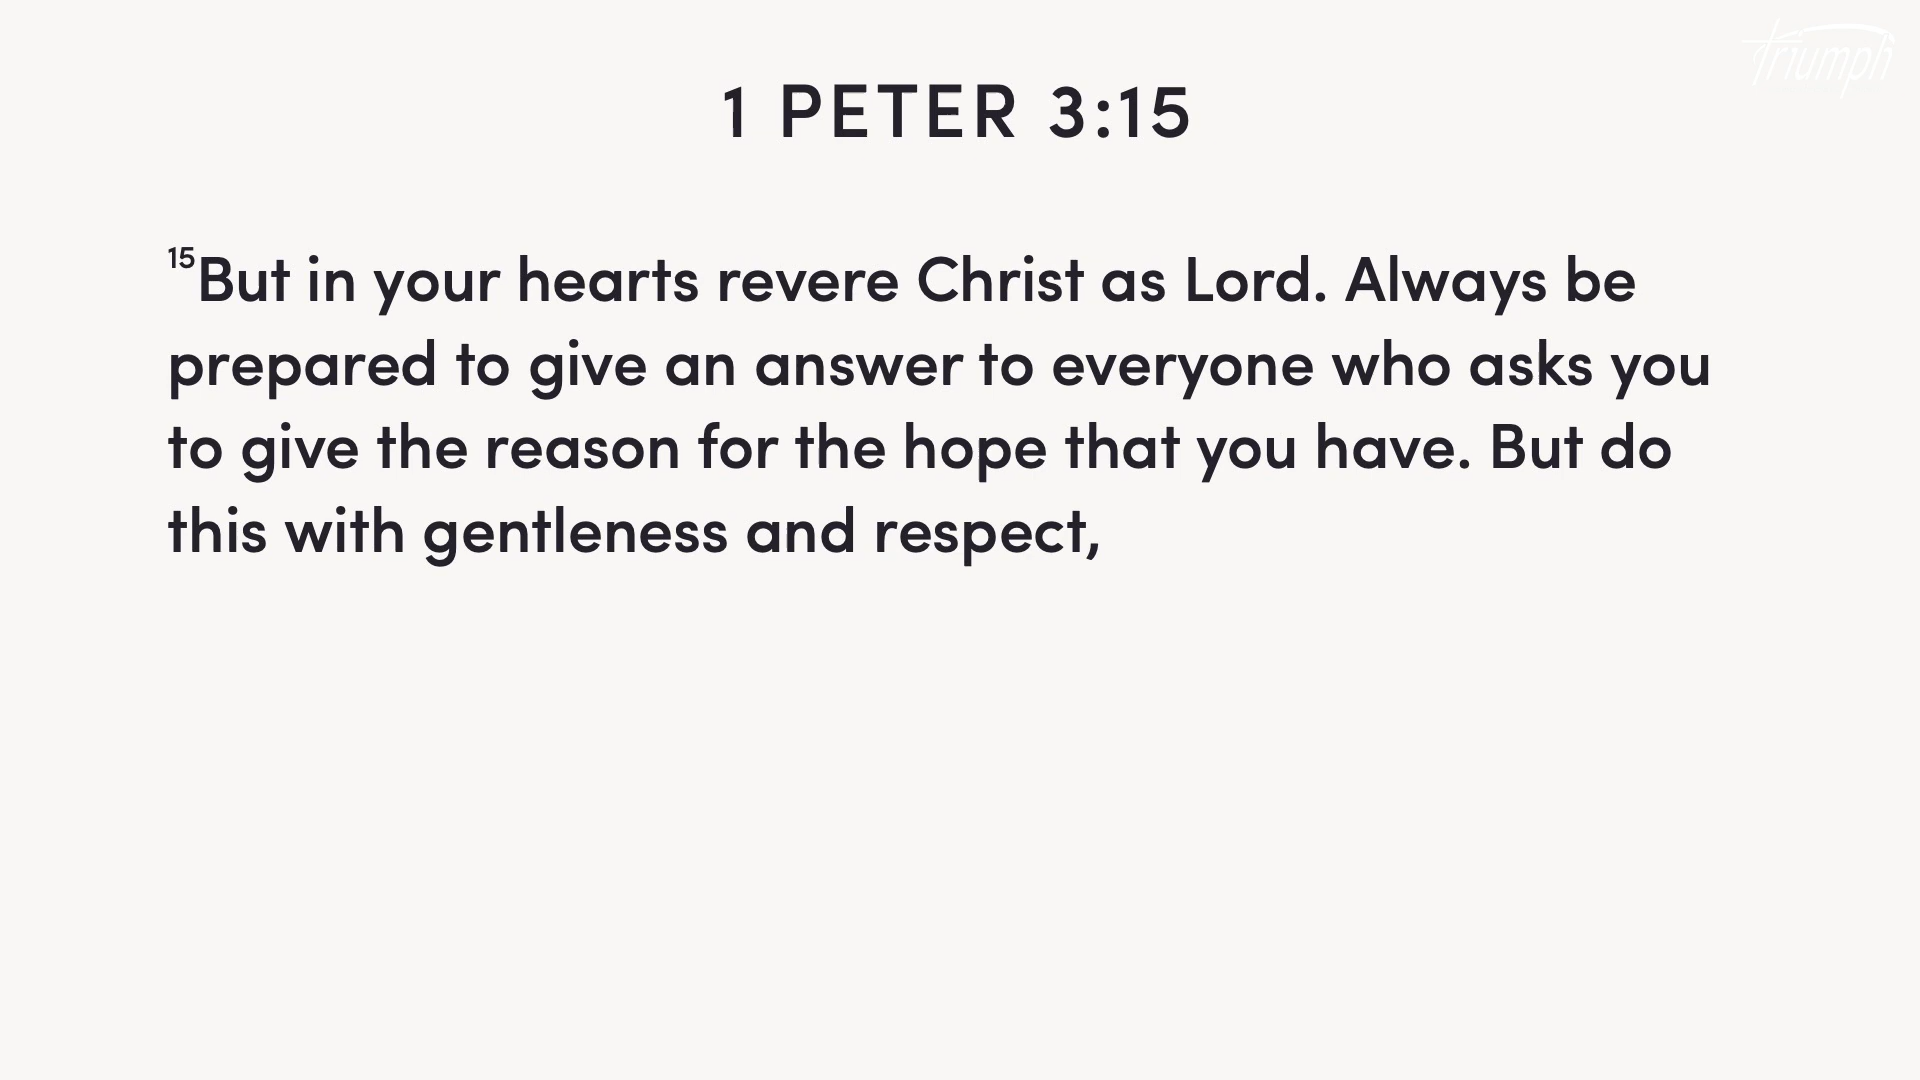 triumph
1 PETER 3:15
15But in your hearts revere Christ as Lord. Always be
prepared to give an answer to everyone who asks you
to give the reason for the hope that you have. But do
this with gentleness and respect,